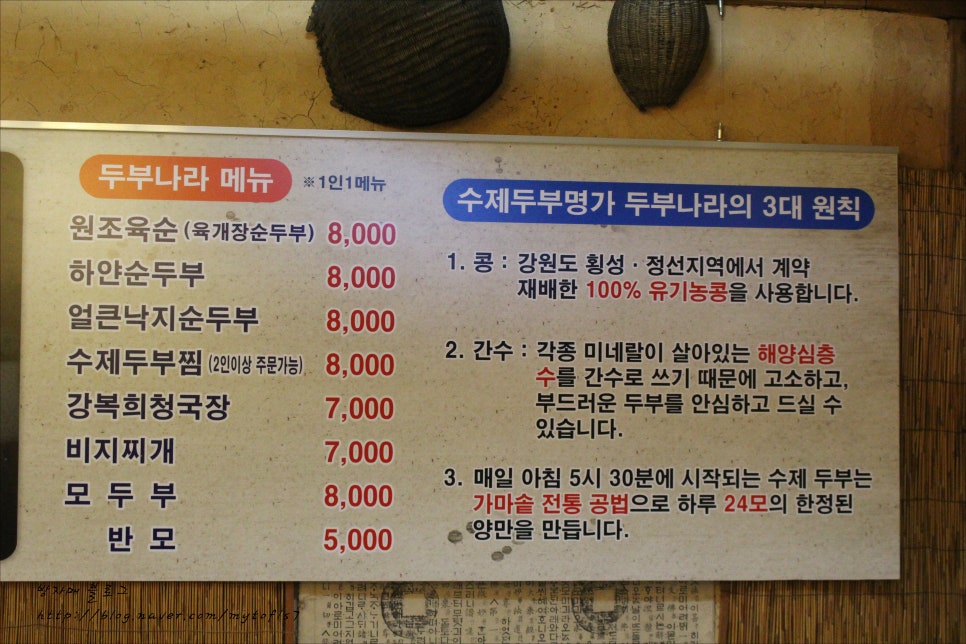 두부나라 메뉴 ※1인1메뉴
원조육순 (육개장순두부) 8,000
하얀순두부 8,000
얼큰낙지순두부 8,000
수제두부찜 (2인이상 주문가능) 8,000
강복희청국장 7,000
비지찌개 7,000
모 두 부 8,000
반 모 5,000
수제두부명가 두부나라의 3대 원칙
1. 콩 : 강원도 횡성 · 정선지역에서 계약
재배한 100% 유기농콩을 사용합니다.
2. 간수 : 각종 미네랄이 살아있는 해양심층
수를 간수로 쓰기 때문에 고소하고,
부드러운 두부를 안심하고 드실 수
있습니다.
3. 매일 아침 5시 30분에 시작되는 수제 두부는
가마솥 전통 공법으로 하루 24모의 한정된
양만을 만듭니다.
블로그